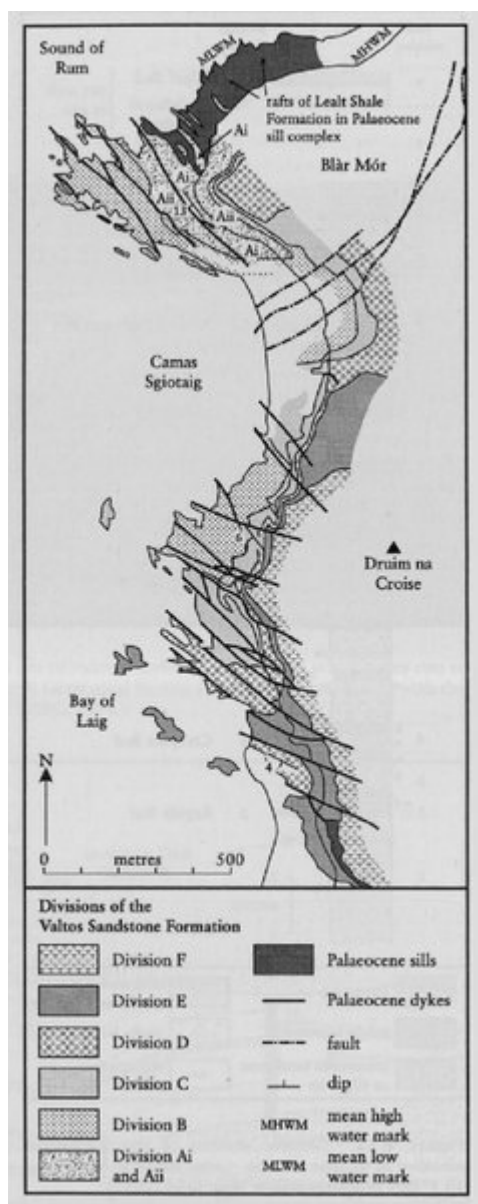 Sound of
Rum
MLWM
MHWM
rafts of Lealt Shale
Formation in Palaeocene
sill complex
Ai
Blàr Mór
Ai
Aii
13
Aii
Ai
Camas
Sgiotaig
6
Druim na
Croise
Bay of
Laig
4
N
0 metres 500
Divisions of the
Valtos Sandstone Formation
Division F
Palaeocene sills
Division E
Palaeocene dykes
Division D
fault
Division C
dip
Division B
MHWM
mean high
water mark
Division Ai
and Aii
MLWM
mean low
water mark